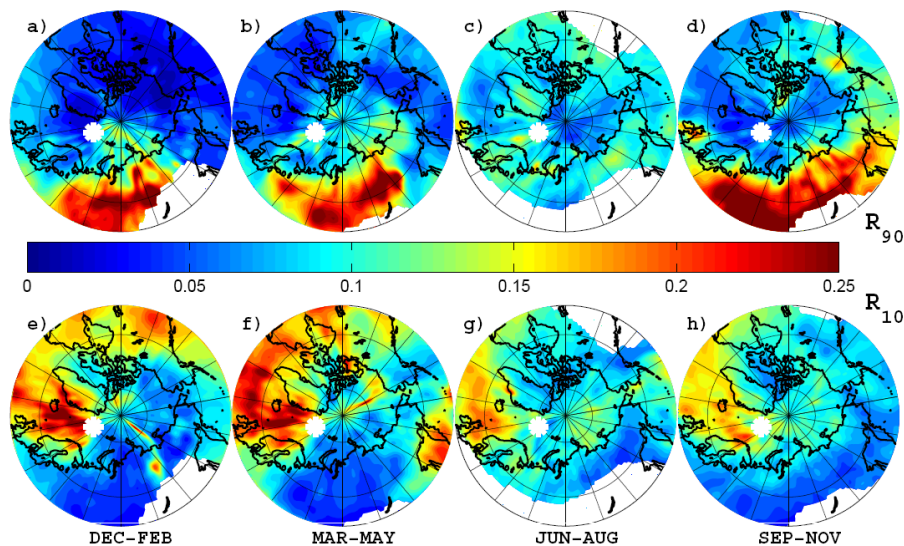 a) b) c) d)
R90
0 0.05 0.1 0.15 0.2 0.25
R10
e) f) g) h)
DEC-FEB MAR-MAY JUN-AUG SEP-NOV